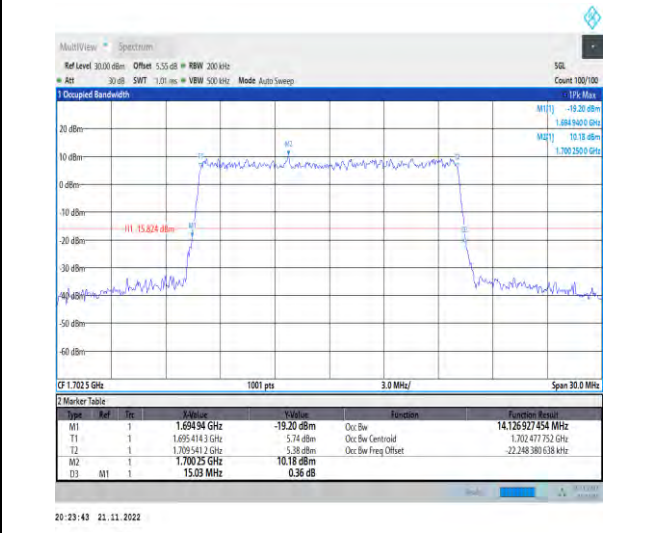 MultiView Spectrum
Ref Level 30.00 dBm Offset 5.55 dB RBW 200 kHz SGL
Att 30 dB SWT 1.01 ms VBW 500 kHz Mode Auto Sweep Count 100/100
1 Occupied Bandwidth 1Pk Max
M1[1] -19.20 dBm
1.694 940 0 GHz
M2[1] 10.18 dBm
1.700 250 0 GHz
20 dBm
M2
10 dBm
0 dBm
-10 dBm
H1 -15.824 dBm
M1
-20 dBm
-30 dBm
-40 dBm
-50 dBm
-60 dBm
CF 1.702 5 GHz 1001 pts 3.0 MHz/ Span 30.0 MHz
2 Marker Table
Type Ref Trc X-Value Y-Value Function Function Result
M1 1 1.694 94 GHz -19.20 dBm Occ Bw 14.126 927 454 MHz
T1 1 1.695 414 3 GHz 5.74 dBm Occ Bw Centroid 1.702 477 752 GHz
T2 1 1.709 541 2 GHz 5.38 dBm Occ Bw Freq Offset -22.248 380 638 kHz
M2 1 1.700 25 GHz 10.18 dBm
D3 M1 1 15.03 MHz 0.36 dB
20:23:43 21.11.2022